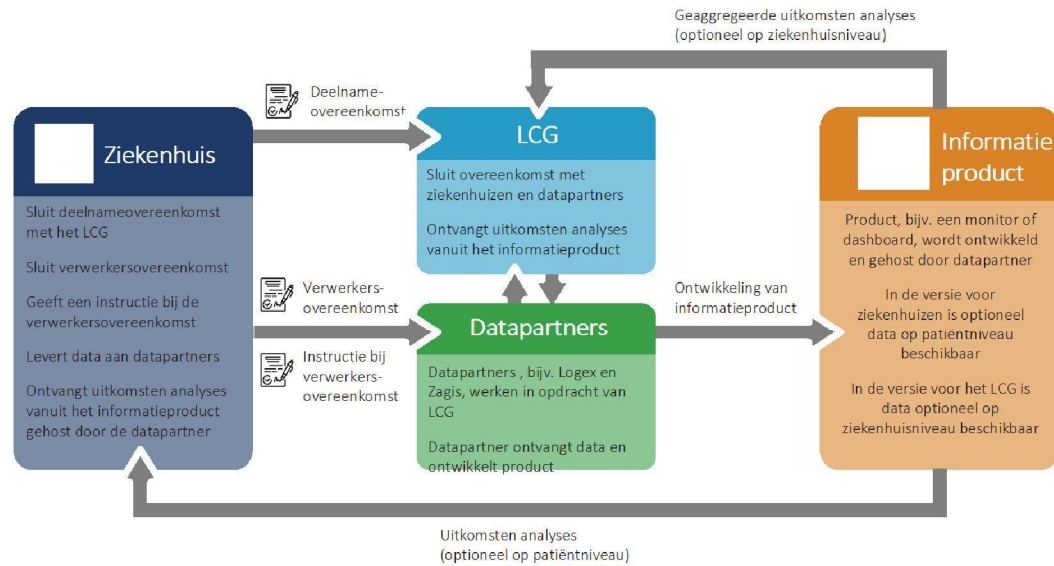 Geaggregeerde uitkomsten analyses
(optioneel op ziekenhuisniveau)
Deelname-
overeenkomst
Ziekenhuis
Sluit deelnameovereenkomst
met het LCG
Sluit verwerkersovereenkomst
Geeft een instructie bij de
verwerkersovereenkomst
Levert data aan datapartners
Ontvangt uitkomsten analyses
vanuit het informatieproduct
gehost door de datapartner
LCG
Sluit overeenkomst met
ziekenhuizen en datapartners
Ontvangt uitkomsten analyses
vanuit het informatieproduct
Verwerkers-
overeenkomst
Instructie bij
verwerkers-
overeenkomst
Datapartners
Datapartners , bijv. Logex en
Zagis, werken in opdracht van
LCG
Datapartner ontvangt data en
ontwikkelt product
Ontwikkeling van
informatieproduct
Informatie
product
Product, bijv. een monitor of
dashboard, wordt ontwikkeld
en gehost door datapartner
In de versie voor
ziekenhuizen is optioneel
data op patiëntniveau
beschikbaar
In de versie voor het LCG is
data optioneel op
ziekenhuisniveau beschikbaar
Uitkomsten analyses
(optioneel op patiëntniveau)